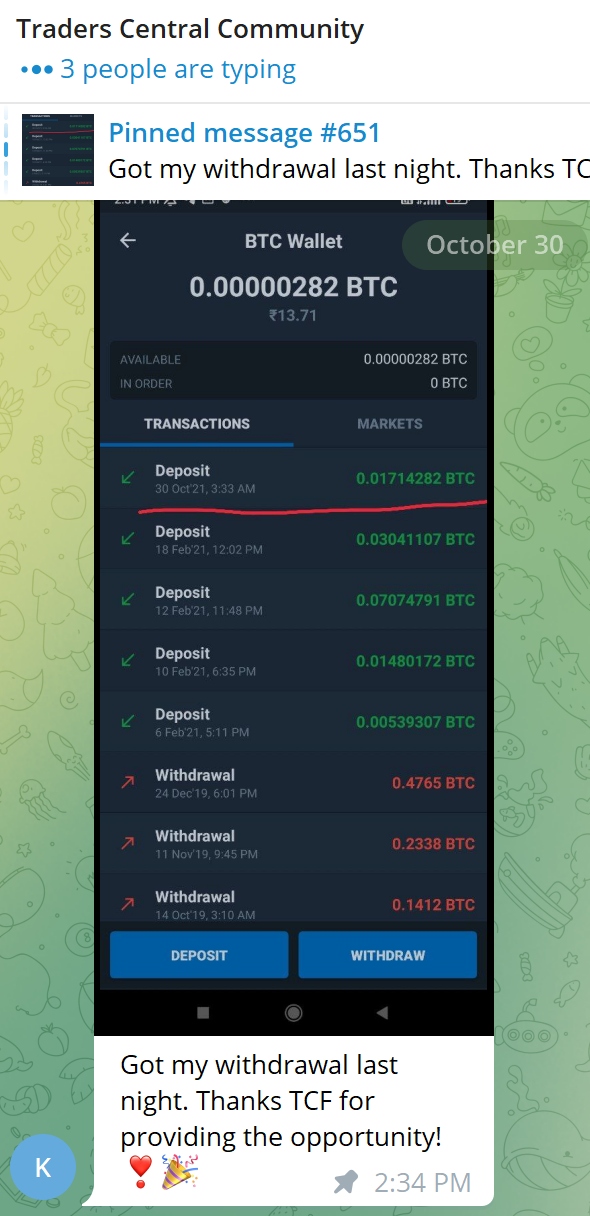 Traders Central Community
3 people are typing
Pinned message #651
Got my withdrawal last night. Thanks TC
2:31 PM
October 30
BTC Wallet
0.00000282 BTC
₹13.71
AVAILABLE 0.00000282 BTC
IN ORDER 0 BTC
TRANSACTIONS MARKETS
Deposit
30 Oct'21, 3:33 AM 0.01714282 BTC
Deposit
18 Feb'21, 12:02 PM 0.03041107 BTC
Deposit
12 Feb'21, 11:48 PM 0.07074791 BTC
Deposit
10 Feb'21, 6:35 PM 0.01480172 BTC
Deposit
6 Feb'21, 5:11 PM 0.00539307 BTC
Withdrawal
24 Dec'19, 6:01 PM 0.4765 BTC
Withdrawal
11 Nov'19, 9:45 PM 0.2338 BTC
Withdrawal
14 Oct'19, 3:10 AM 0.1412 BTC
DEPOSIT WITHDRAW
Got my withdrawal last
night. Thanks TCF for
providing the opportunity!
❣️🎉
K
2:34 PM